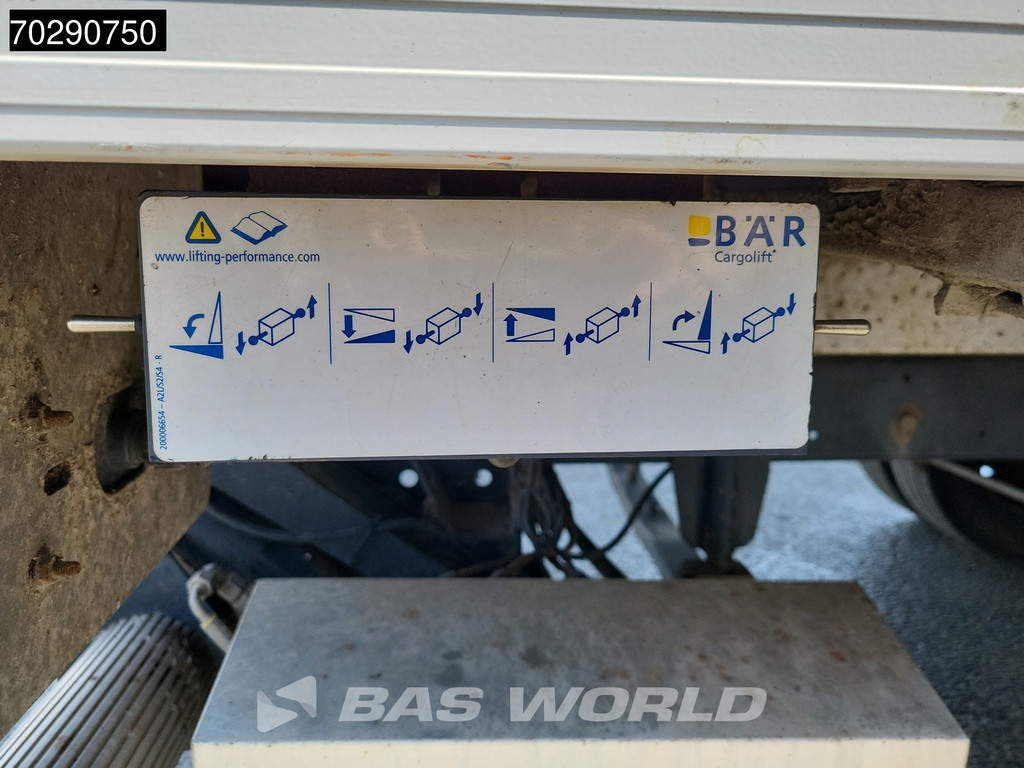 70290750
www.lifting-performance.com
BÄR
Cargolift
200006654 – A2L/S2/S4 - R
BAS WORLD